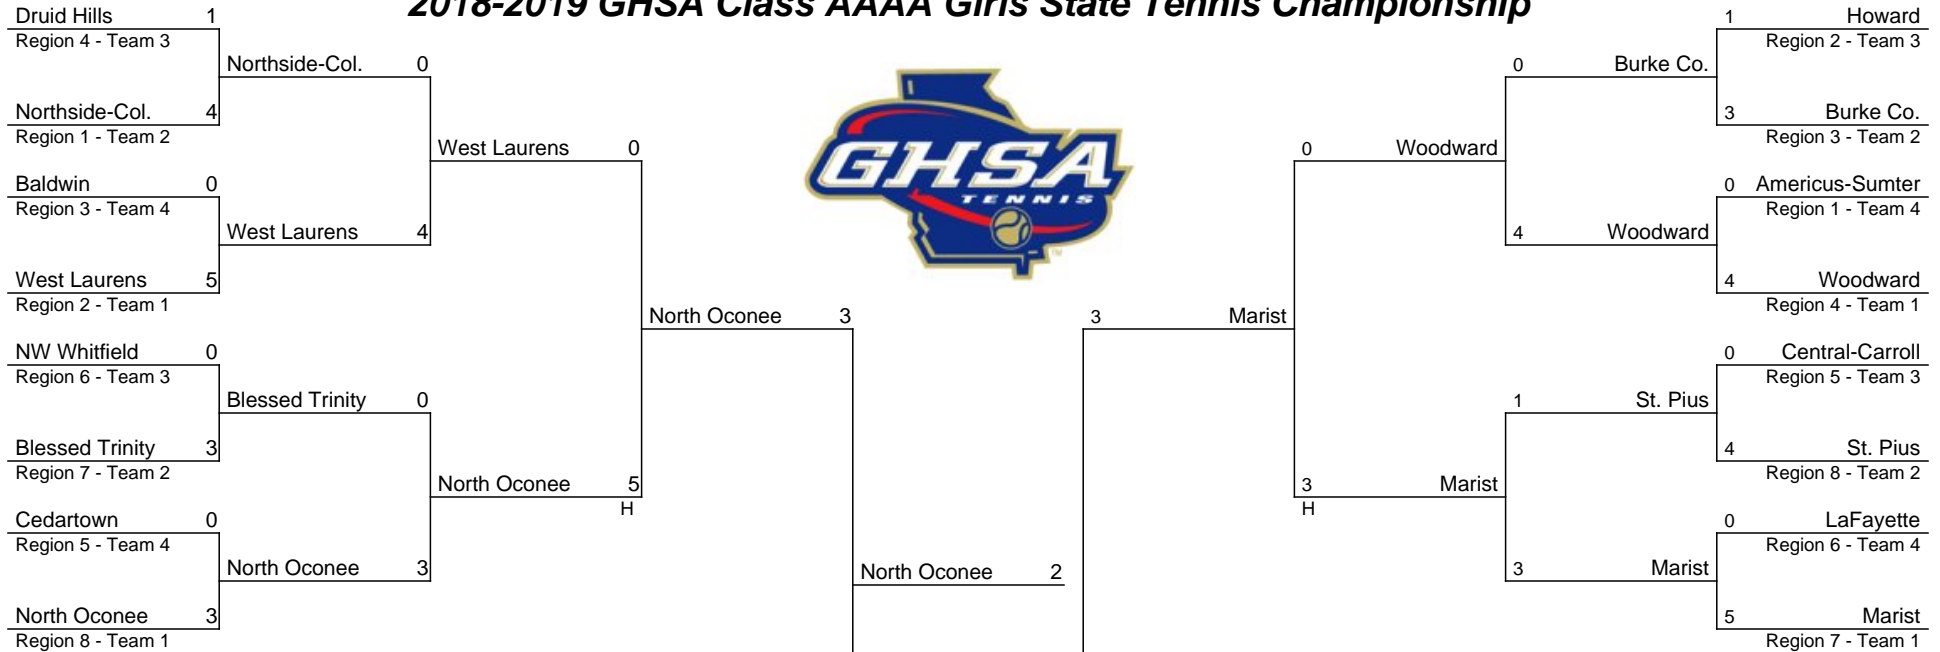 2018-2019 GHSA Class AAAA Girls State Tennis Championship
Druid Hills 1
Region 4 - Team 3
Northside-Col. 0
Northside-Col. 4
Region 1 - Team 2
West Laurens 0
Baldwin 0
Region 3 - Team 4
West Laurens 4
West Laurens 5
Region 2 - Team 1
North Oconee 3
NW Whitfield 0
Region 6 - Team 3
Blessed Trinity 0
Blessed Trinity 3
Region 7 - Team 2
North Oconee 5
H
Cedartown 0
Region 5 - Team 4
North Oconee 3
North Oconee 3
Region 8 - Team 1
North Oconee 2
GHSA
TENNIS
TM
1 Howard
Region 2 - Team 3
0 Burke Co.
3 Burke Co.
Region 3 - Team 2
0 Woodward
0 Americus-Sumter
Region 1 - Team 4
4 Woodward
4 Woodward
Region 4 - Team 1
3 Marist
0 Central-Carroll
Region 5 - Team 3
1 St. Pius
4 St. Pius
Region 8 - Team 2
3 Marist
H
0 LaFayette
Region 6 - Team 4
3 Marist
5 Marist
Region 7 - Team 1